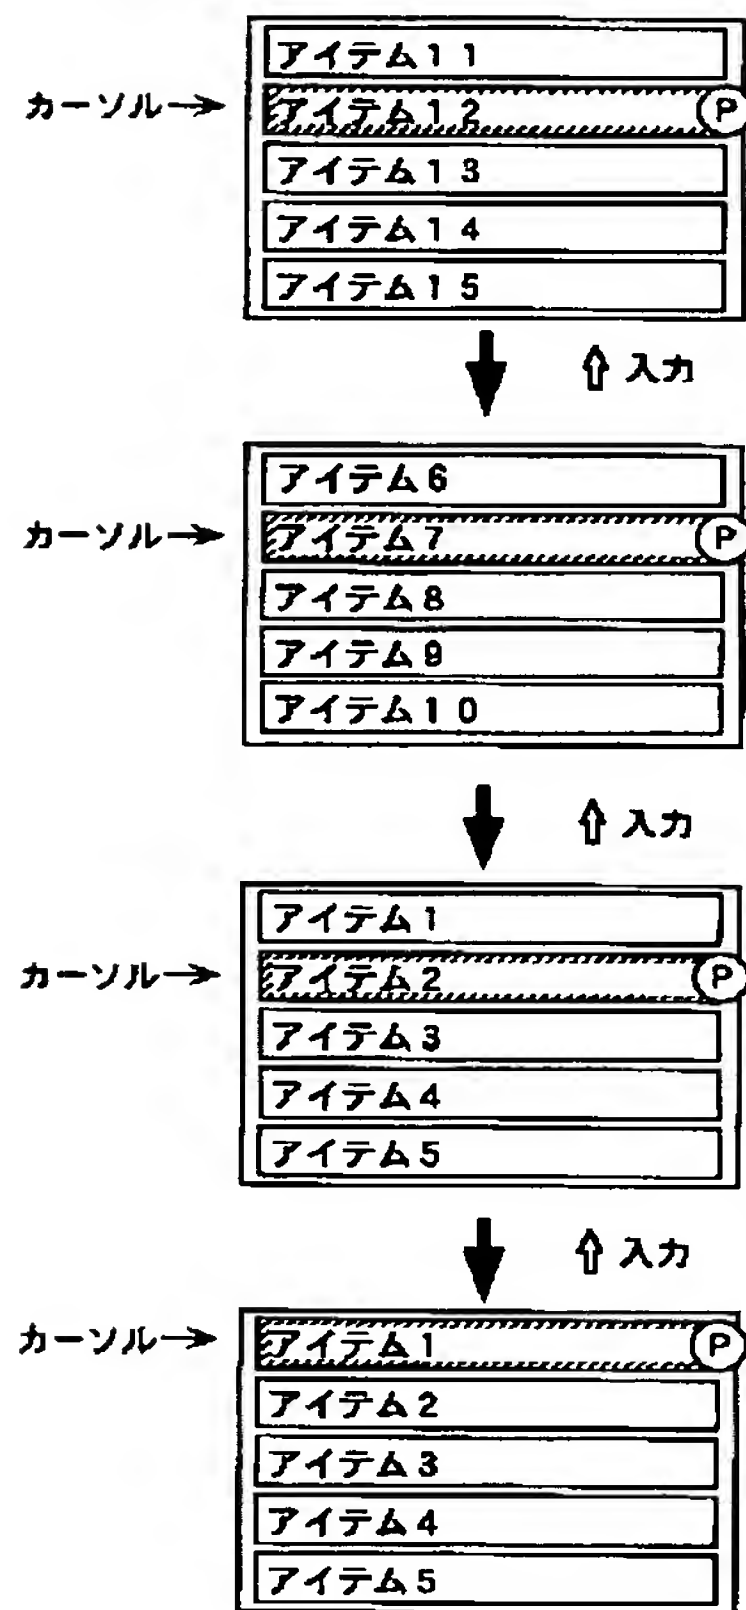 アイテム11
カーソル→ アイテム12 P
アイテム13
アイテム14
アイテム15
⇧ 入力
アイテム6
カーソル→ アイテム7 P
アイテム8
アイテム9
アイテム10
⇧ 入力
アイテム1
カーソル→ アイテム2 P
アイテム3
アイテム4
アイテム5
⇧ 入力
カーソル→ アイテム1 P
アイテム2
アイテム3
アイテム4
アイテム5